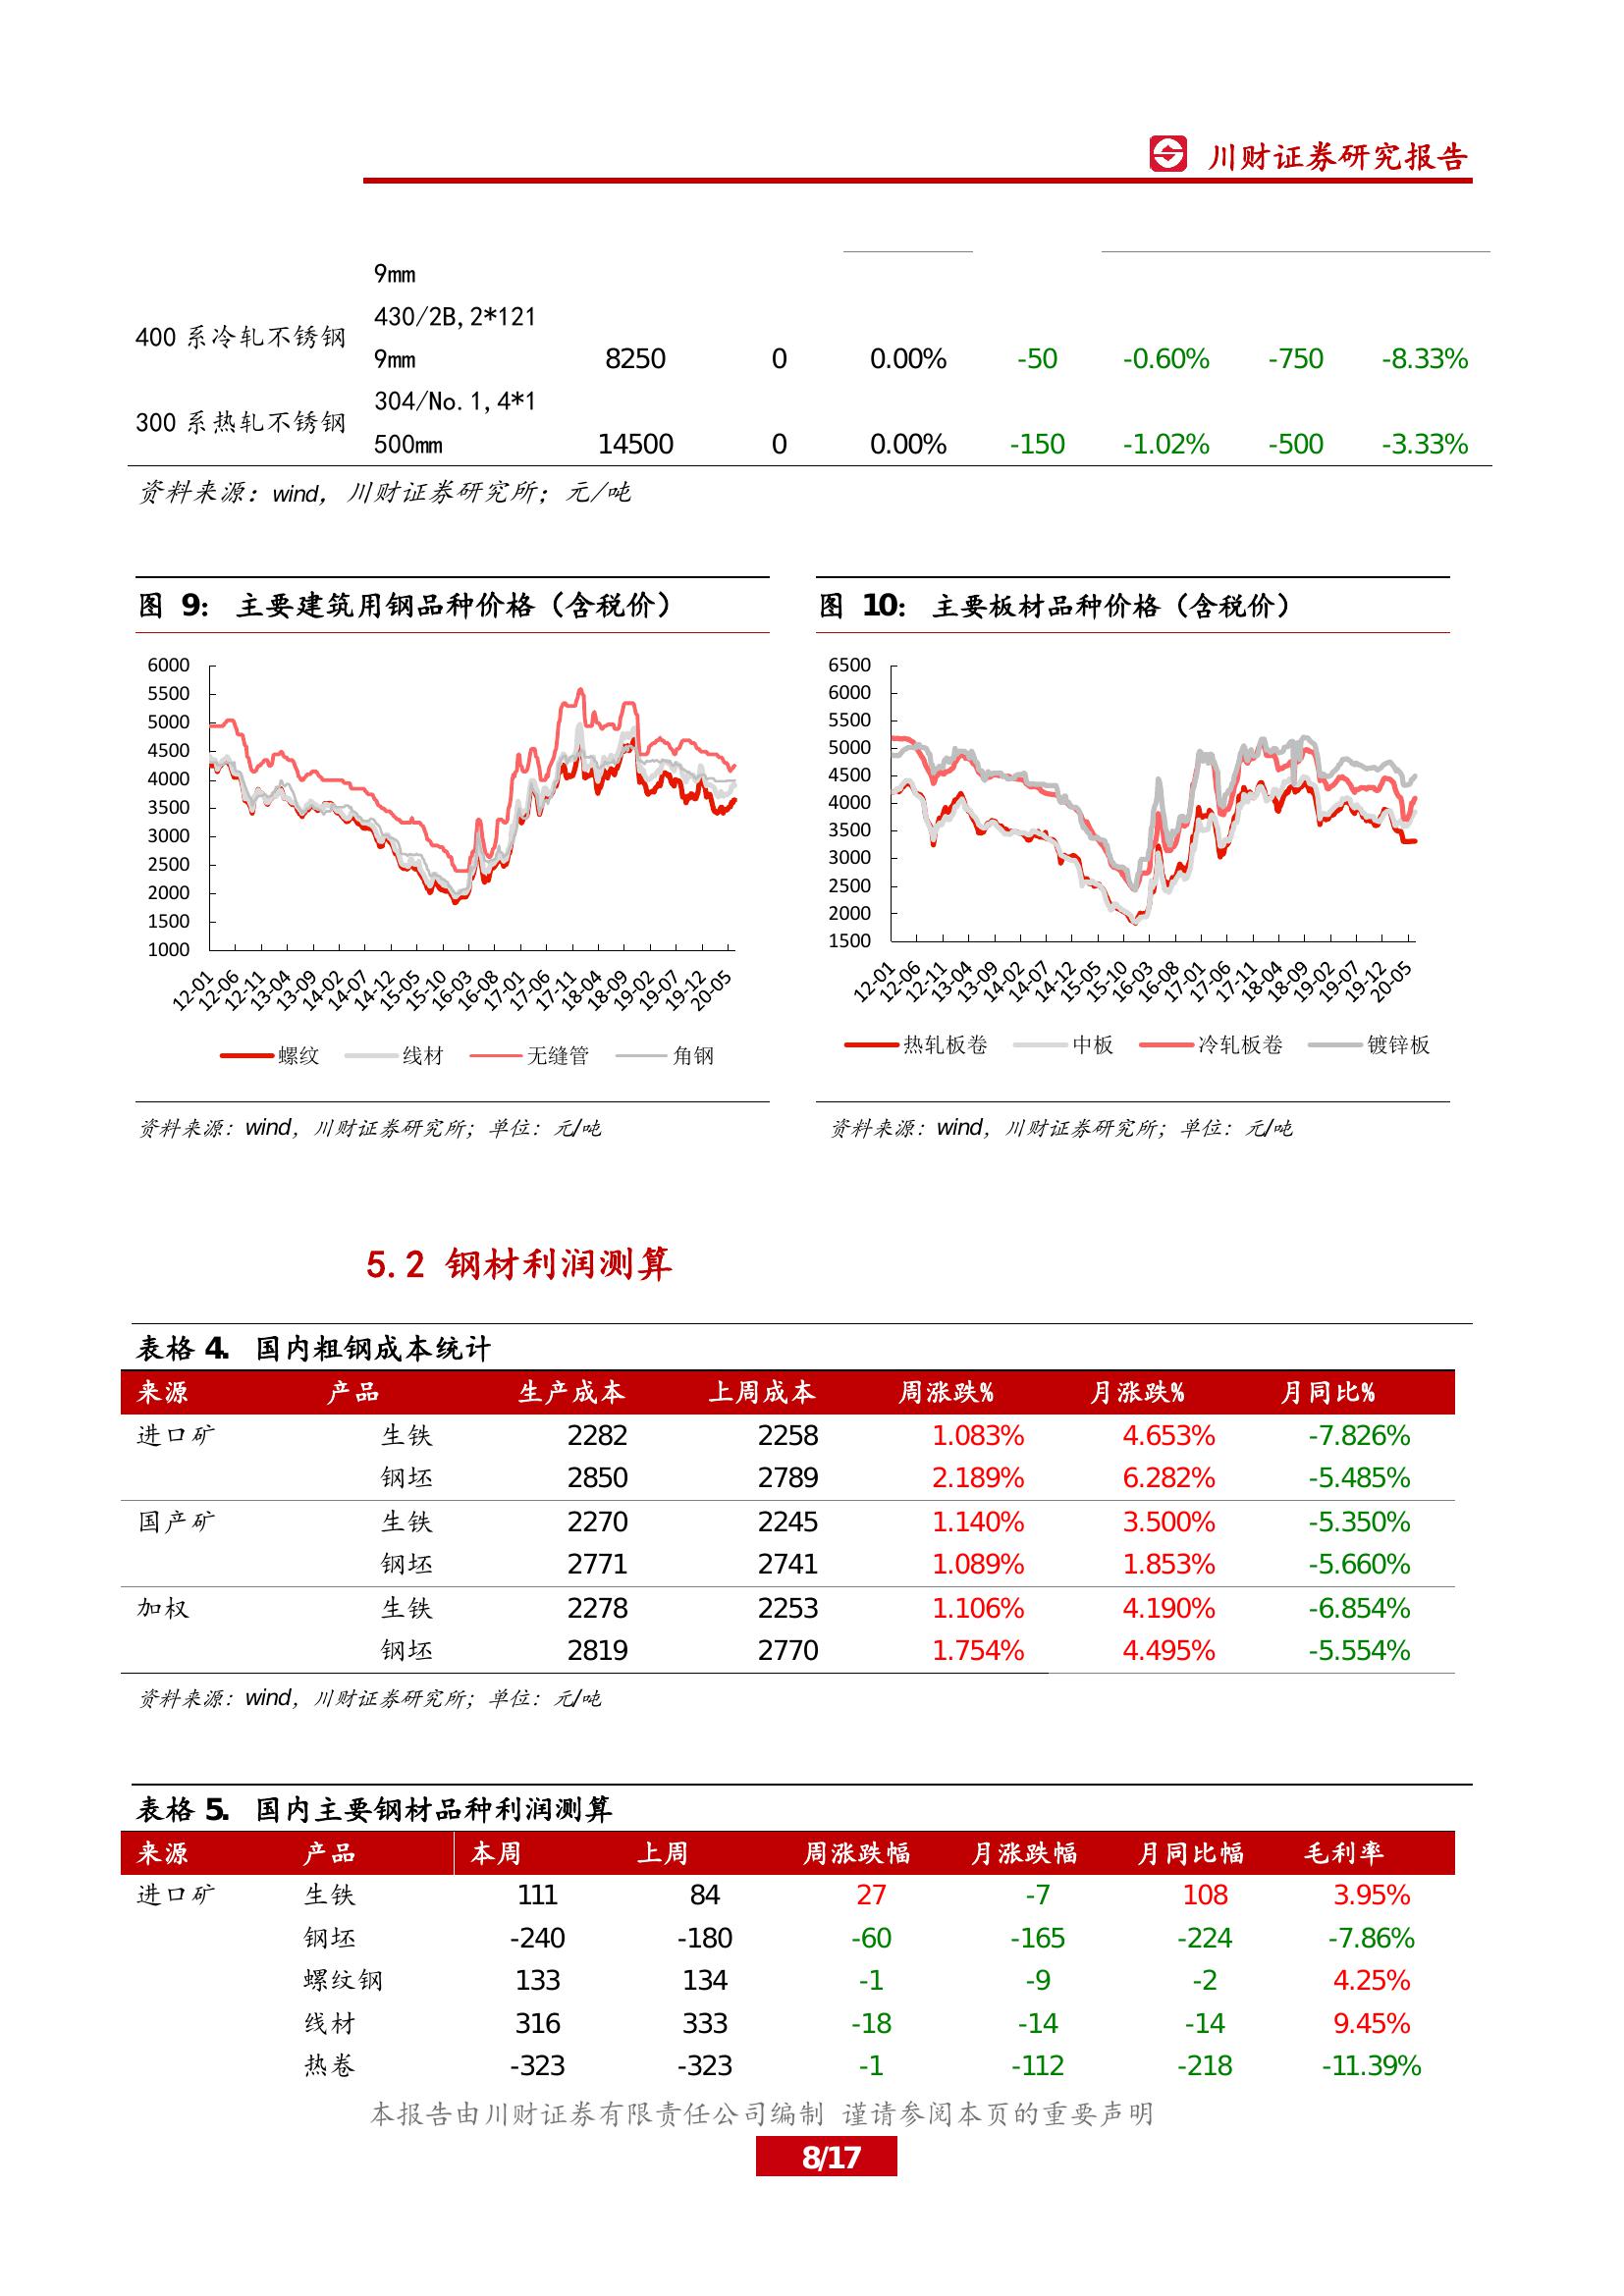 川财证券研究报告
9mm
400 系冷轧不锈钢 430/2B,2*1219mm 8250 0 0.00% -50 -0.60% -750 -8.33%
300 系热轧不锈钢 304/No.1,4*1500mm 14500 0 0.00% -150 -1.02% -500 -3.33%
资料来源：wind，川财证券研究所；元/吨
图 9： 主要建筑用钢品种价格（含税价）
6000
5500
5000
4500
4000
3500
3000
2500
2000
1500
1000
12-01 12-06 12-11 13-04 13-09 14-02 14-07 14-12 15-05 15-10 16-03 16-08 17-01 17-06 17-11 18-04 18-09 19-02 19-07 19-12 20-05
螺纹 线材 无缝管 角钢
资料来源：wind，川财证券研究所；单位：元/吨
图 10： 主要板材品种价格（含税价）
6500
6000
5500
5000
4500
4000
3500
3000
2500
2000
1500
12-01 12-06 12-11 13-04 13-09 14-02 14-07 14-12 15-05 15-10 16-03 16-08 17-01 17-06 17-11 18-04 18-09 19-02 19-07 19-12 20-05
热轧板卷 中板 冷轧板卷 镀锌板
资料来源：wind，川财证券研究所；单位：元/吨
5.2 钢材利润测算
表格 4. 国内粗钢成本统计
来源 产品 生产成本 上周成本 周涨跌% 月涨跌% 月同比%
进口矿 生铁 2282 2258 1.083% 4.653% -7.826%
钢坯 2850 2789 2.189% 6.282% -5.485%
国产矿 生铁 2270 2245 1.140% 3.500% -5.350%
钢坯 2771 2741 1.089% 1.853% -5.660%
加权 生铁 2278 2253 1.106% 4.190% -6.854%
钢坯 2819 2770 1.754% 4.495% -5.554%
资料来源：wind，川财证券研究所；单位：元/吨
表格 5. 国内主要钢材品种利润测算
来源 产品 本周 上周 周涨跌幅 月涨跌幅 月同比幅 毛利率
进口矿 生铁 111 84 27 -7 108 3.95%
钢坯 -240 -180 -60 -165 -224 -7.86%
螺纹钢 133 134 -1 -9 -2 4.25%
线材 316 333 -18 -14 -14 9.45%
热卷 -323 -323 -1 -112 -218 -11.39%
本报告由川财证券有限责任公司编制 谨请参阅本页的重要声明
8/17